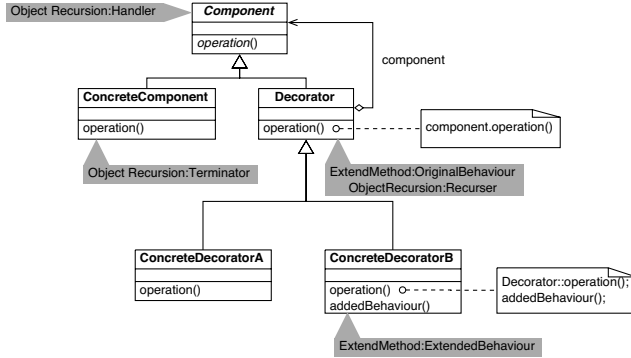 Object Recursion:Handler
Component
operation()
component
ConcreteComponent
operation()
Decorator
operation()
component.operation()
Object Recursion:Terminator
ExtendMethod:OriginalBehaviour
ObjectRecursion:Recurser
ConcreteDecoratorA
operation()
ConcreteDecoratorB
operation()
addedBehaviour()
Decorator::operation();
addedBehaviour();
ExtendMethod:ExtendedBehaviour